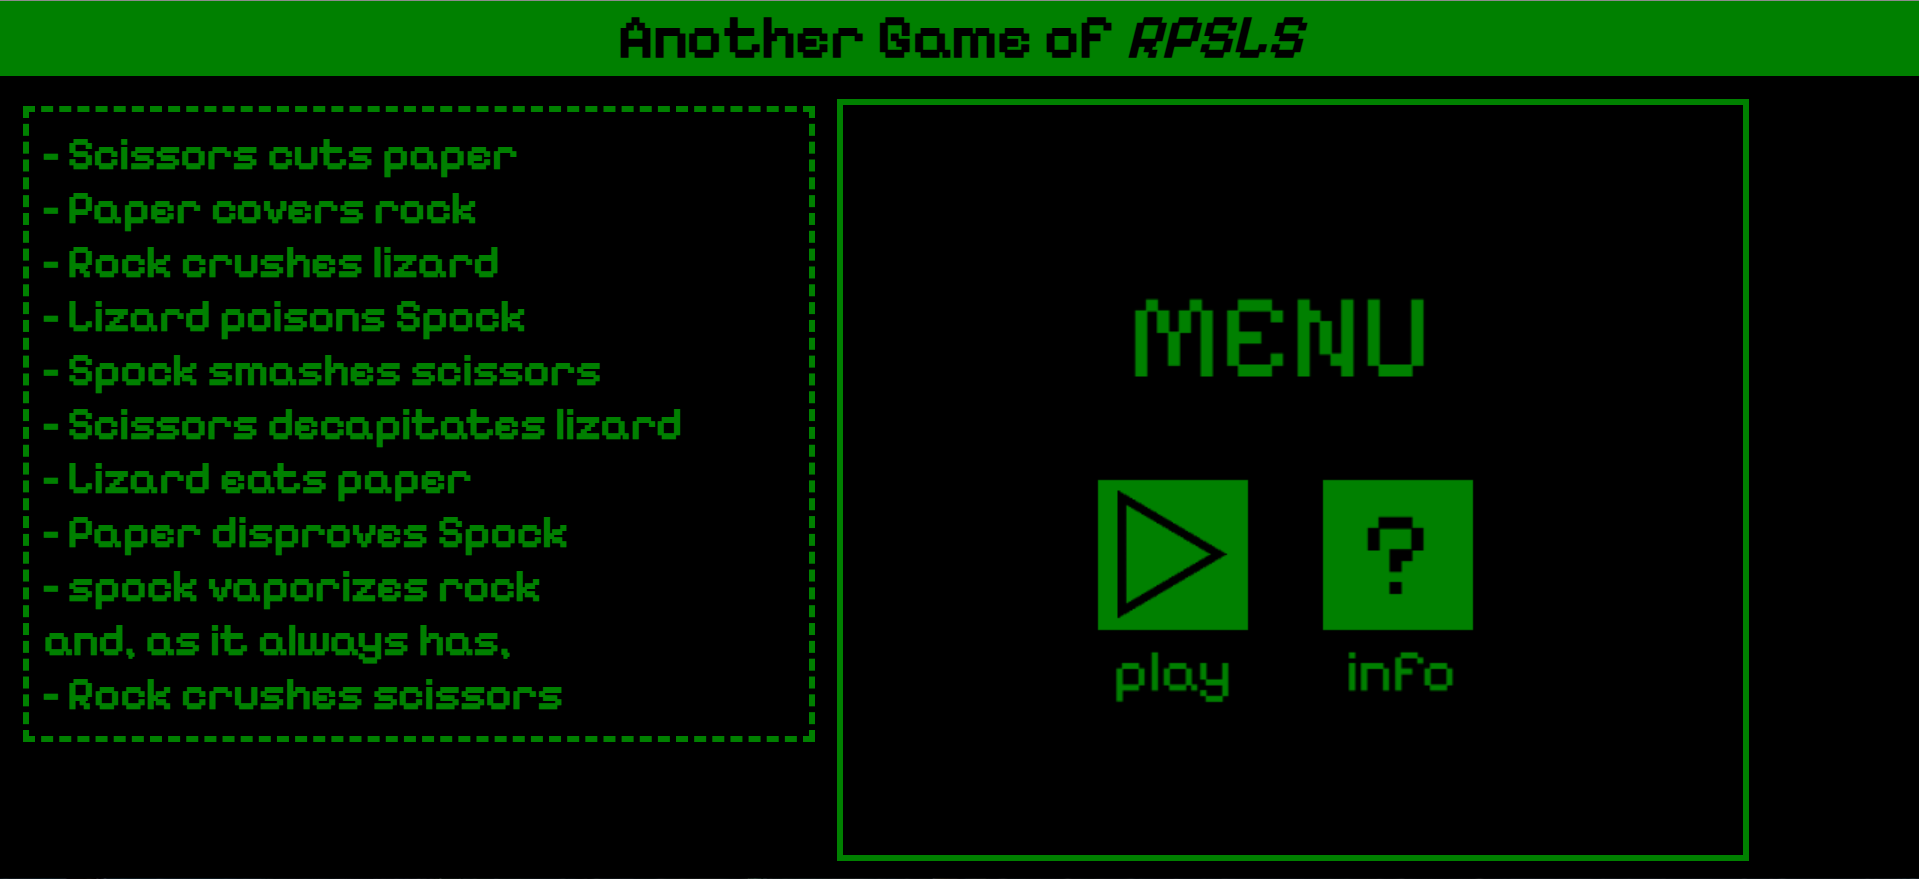 Another Game of RPSLS
- Scissors cuts paper
- Paper covers rock
- Rock crushes lizard
- Lizard poisons Spock
- Spock smashes scissors
- Scissors decapitates lizard
- Lizard eats paper
- Paper disproves Spock
- spock vaporizes rock
and, as it always has,
- Rock crushes scissors
MENU
?
play info